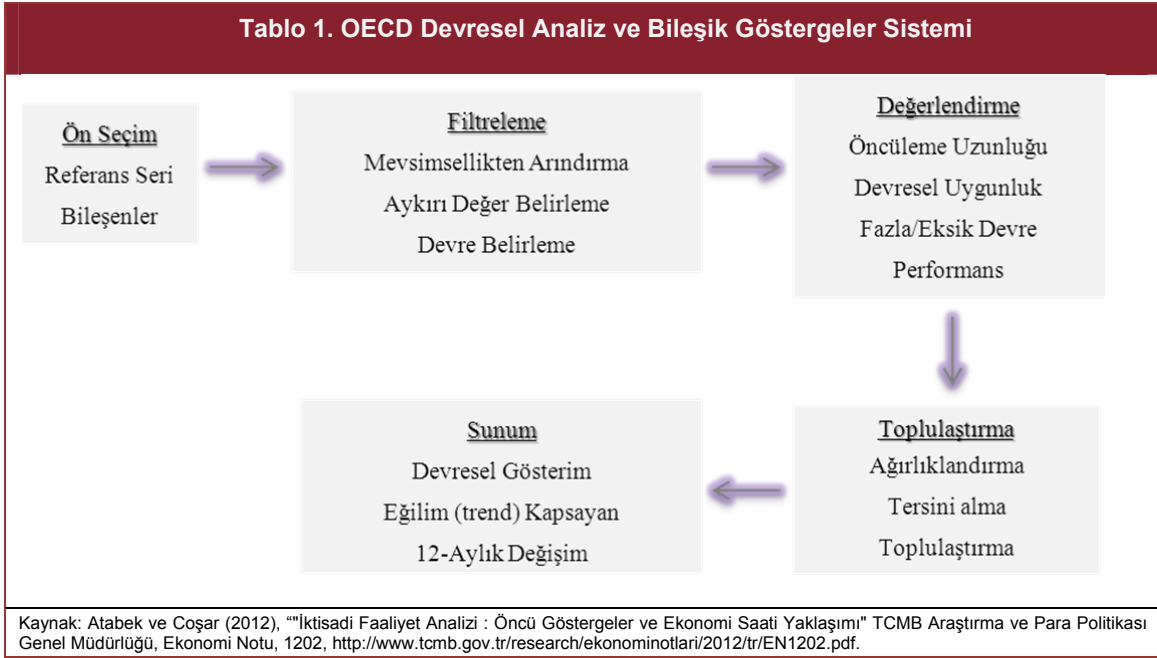 Tablo 1. OECD Devresel Analiz ve Bileşik Göstergeler Sistemi
Ön Seçim
Referans Seri
Bileşenler
Filtreleme
Mevsimsellikten Arındırma
Aykırı Değer Belirleme
Devre Belirleme
Değerlendirme
Öncüleme Uzunluğu
Devresel Uygunluk
Fazla/Eksik Devre
Performans
Toplulaştırma
Ağırlıklandırma
Tersini alma
Toplulaştırma
Sunum
Devresel Gösterim
Eğilim (trend) Kapsayan
12-Aylık Değişim
Kaynak: Atabek ve Coşar (2012), “"İktisadi Faaliyet Analizi : Öncü Göstergeler ve Ekonomi Saati Yaklaşımı" TCMB Araştırma ve Para Politikası
Genel Müdürlüğü, Ekonomi Notu, 1202, http://www.tcmb.gov.tr/research/ekonominotlari/2012/tr/EN1202.pdf.